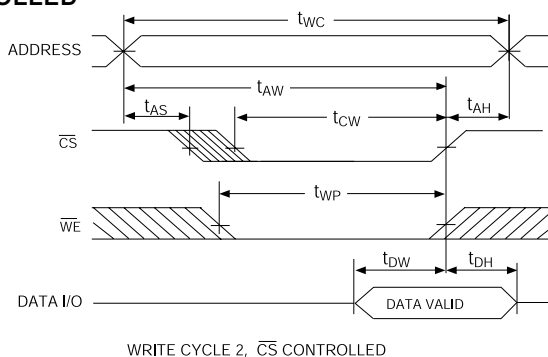 OLLED
tWC
ADDRESS
tAW
tAS
tCW
tAH
CS
tWP
WE
tDW
tDH
DATA I/O
DATA VALID
WRITE CYCLE 2, CS CONTROLLED